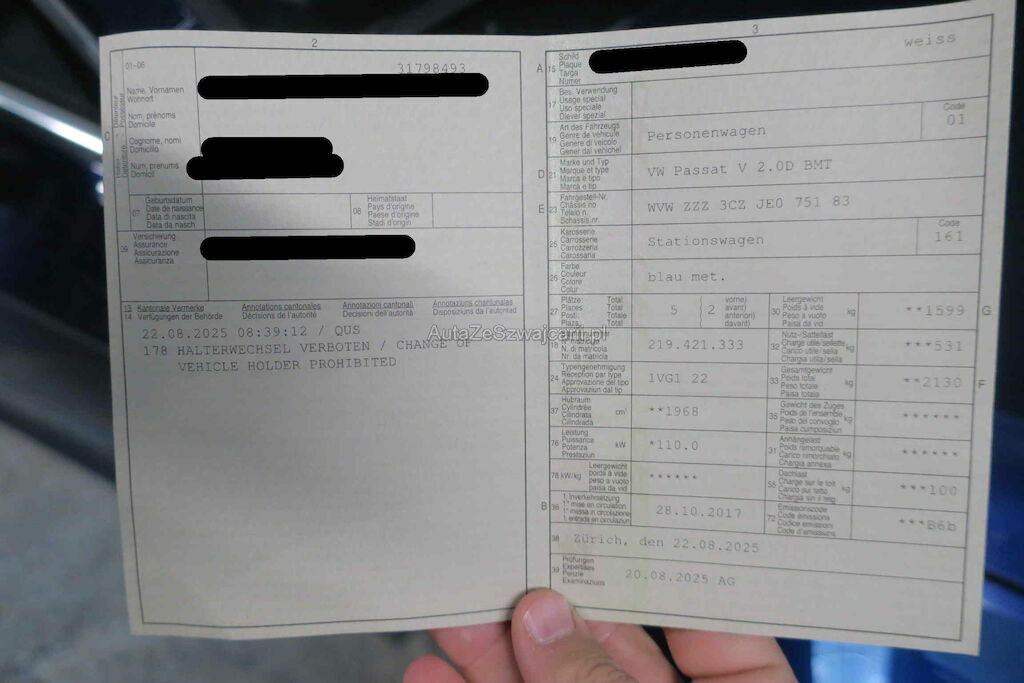 2
01-06
31798493
Name, Vornamen
Wohnort
Nom, prénoms
Domicile
C
Cognome, nomi
Domicilio
Num, prenums
Domicil
07
Geburtsdatum
Date de naissance
Data di nascita
Data da nasch
08
Heimatstaat
Pays d'origine
Paese d'origine
Stadi d'origin
09
Versicherung
Assurance
Assicurazione
Assicuranza
13 Kantonale Vermerke
14 Verfügungen der Behörde
Annotations cantonales
Décisions de l'autorité
Annotazioni cantonali
Decisioni dell'autorità
Annotaziuns chantunalas
Disposiziuns da l'autoritad
22.08.2025 08:39:12 / QUS
178 HALTERWECHSEL VERBOTEN / CHANGE OF
VEHICLE HOLDER PROHIBITED
AutaZeSzwajcarii.pl
3
A 15
Schild
Plaque
Targa
Numer
weiss
17
Bes. Verwendung
Usage spécial
Uso speciale
Diever spezial
19
Art des Fahrzeugs
Genre de véhicule
Genere di veicolo
Gener dal vehichel
Personenwagen
Code
01
D 21
Marke und Typ
Marque et type
Marca e tipo
Marca e tip
VW Passat V 2.0D BMT
E 23
Fahrgestell-Nr.
Châssis no
Telaio n.
Schassis nr.
WVW ZZZ 3CZ JE0 751 83
25
Karosserie
Carrosserie
Carrozzeria
Carossaria
Stationswagen
Code
161
26
Farbe
Couleur
Colore
Colur
blau met.
27
Plätze: Total
Places: Total
Posti: Totale
Plazs: Total
5
2
vorne)
avant)
anteriori)
davant)
30
Leergewicht
Poids à vide
Peso a vuoto
Paisa da vid
kg
**1599
G
18
N° matricule
N. di matricola
Nr. da matricla
219.421.333
32
Nutz-/Sattellast
Charge utile/sellette
Carico utile/sella
Chargia utila/sella
kg
***531
24
Typengenehmigung
Réception par type
Approvazione del tipo
Approvaziun dal tip
1VG1 22
33
Gesamtgewicht
Poids total
Peso totale
Paisa totala
kg
**2130
F
37
Hubraum
Cylindrée
Cilindrata
Cilindrada
cm³
**1968
35
Gewicht des Zuges
Poids de l'ensemble
Peso del convoglio
Paisa cumposiziun
kg
******
76
Leistung
Puissance
Potenza
Prestaziun
kW
*110.0
31
Anhängelast
Poids remorquable
Carico rimorchiato
Chargia annexa
kg
******
78 kW/kg
Leergewicht
poids à vide
peso a vuoto
paisa da vid
******
55
Dachlast
Charge sur le toit
Carico sul tetto
Chargia sin il tetg
kg
***100
B 36
1. Inverkehrsetzung
1re mise en circulation
1a messa in circolazione
1. entrada en circulaziun
28.10.2017
72
Emissionscode
Code émissions
Codice emissioni
Code d'emissiuns
***B6b
38
Zürich, den 22.08.2025
39
Prüfungen
Expertises
Perizie
Examinaziuns
20.08.2025 AG